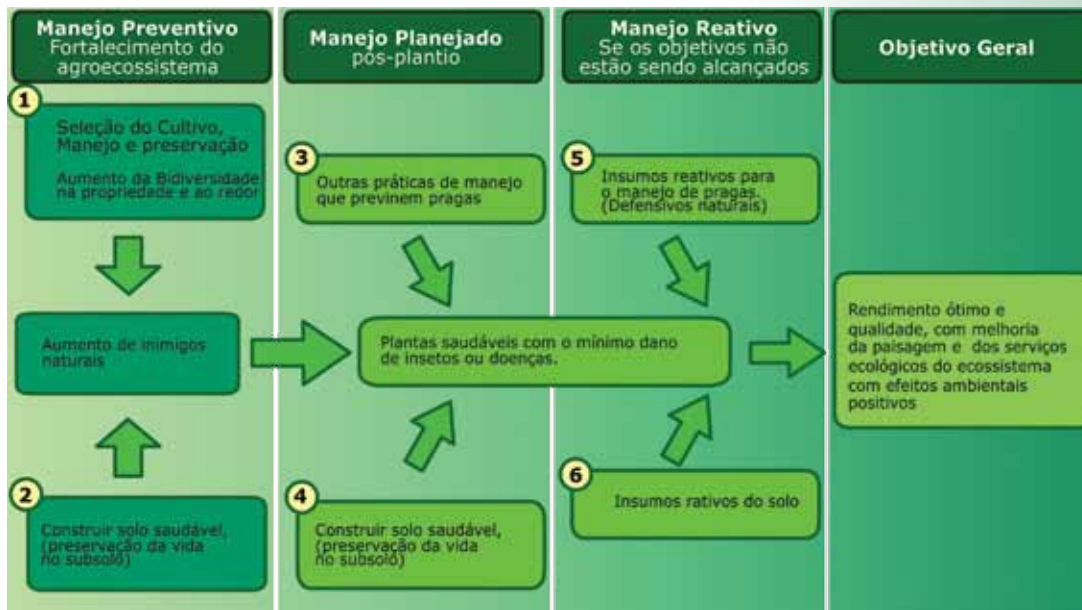 Manejo Preventivo
Fortalecimento do
agroecossistema
Manejo Planejado
pós-plantio
Manejo Reativo
Se os objetivos não
estão sendo alcançados
Objetivo Geral
1
Seleção do Cultivo,
Manejo e preservação
Aumento da Bidiversidade
na propriedade e ao redor
Aumento de inimigos
naturais
2
Construir solo saudável,
(preservação da vida
no subsolo)
3
Outras práticas de manejo
que previnem pragas
Plantas saudáveis com o mínimo dano
de insetos ou doenças.
4
Construir solo saudável,
(preservação da vida
no subsolo)
5
Insumos reativos para
o manejo de pragas.
(Defensivos naturais)
6
Insumos rativos do solo
Rendimento ótimo e
qualidade, com melhoria
da paisagem e dos serviços
ecológicos do ecossistema
com efeitos ambientais
positivos